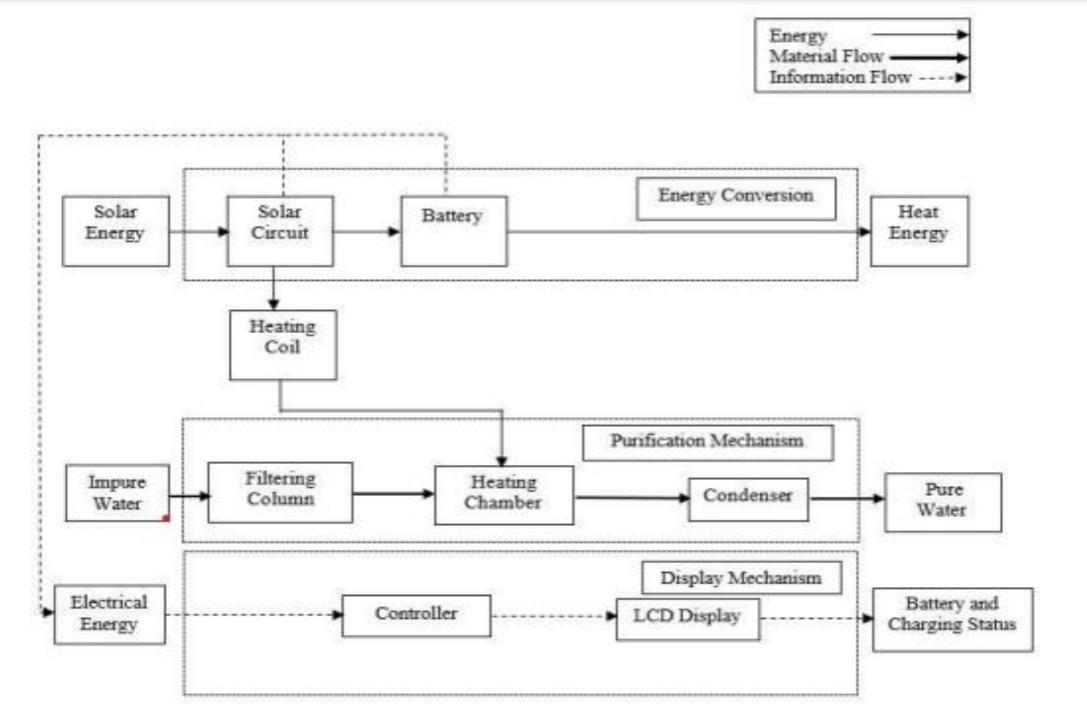 Energy
Material Flow
Information Flow
Energy Conversion
Solar
Energy
Solar
Circuit
Battery
Heat
Energy
Heating
Coil
Purification Mechanism
Impure
Water
Filtering
Column
Heating
Chamber
Condenser
Pure
Water
Display Mechanism
Electrical
Energy
Controller
LCD Display
Battery and
Charging Status